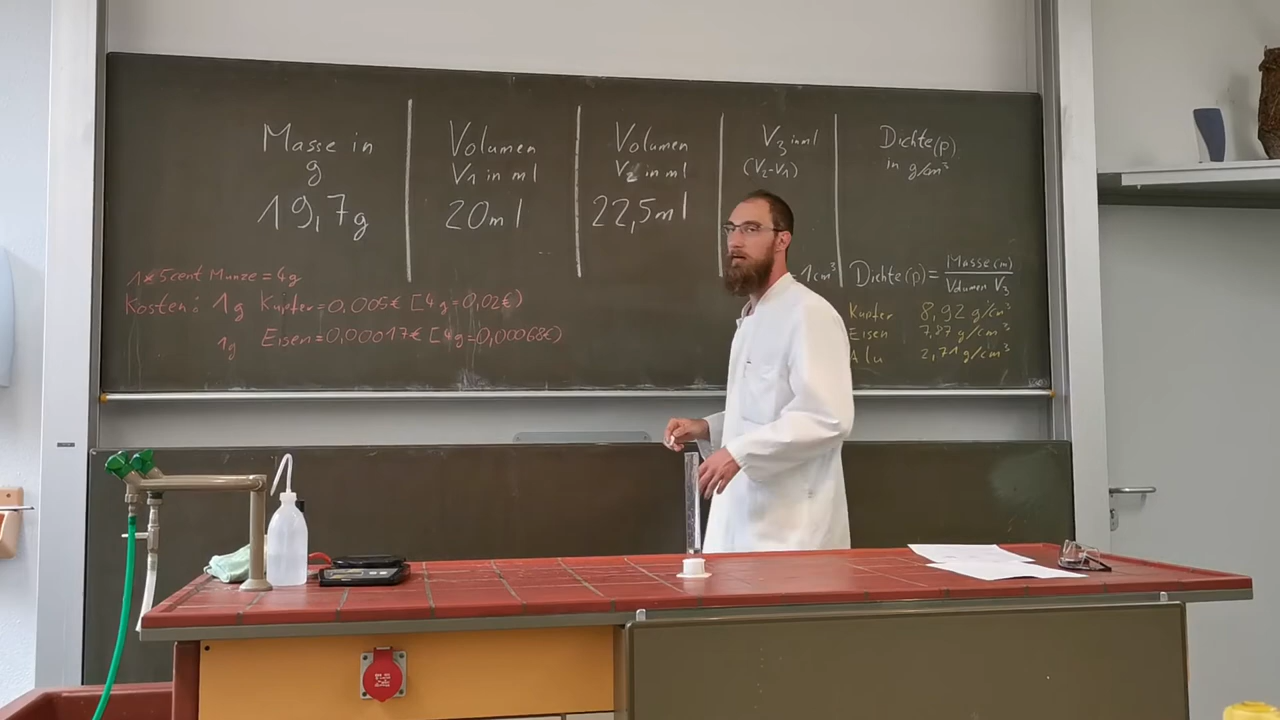 Masse in
g
19,7g
Volumen
V1 in ml
20ml
Volumen
V2 in ml
22,5ml
V3 in ml
(V2-V1)
1cm³
Dichte(p)
in g/cm³
1*5cent Munze=4g
Kosten: 1g Kupfer=0,005€ [4g=0,02€)
1g Eisen=0,00017€ [4g=0,00068€)
Dichte(p)= Masse(m)
Volumen V3
Kupfer 8,92 g/cm³
Eisen 7,87 g/cm³
Alu 2,71 g/cm³